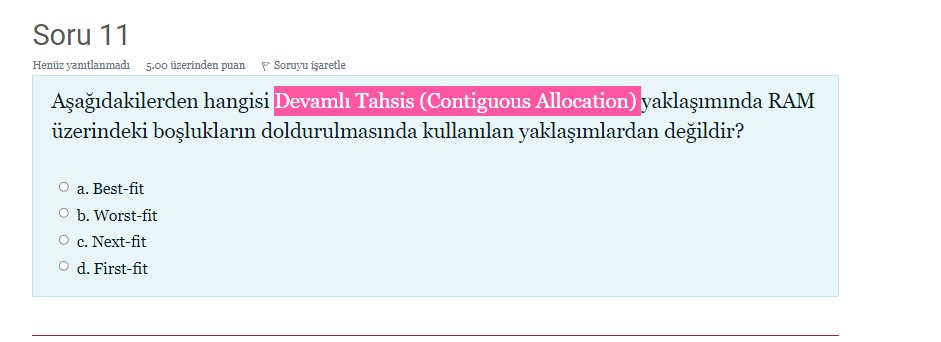 Soru 11
Henüz yanıtlanmadı 5.00 üzerinden puan Soruyu işaretle
Aşağıdakilerden hangisi Devamlı Tahsis (Contiguous Allocation) yaklaşımında RAM
üzerindeki boşlukların doldurulmasında kullanılan yaklaşımlardan değildir?
a. Best-fit
b. Worst-fit
c. Next-fit
d. First-fit